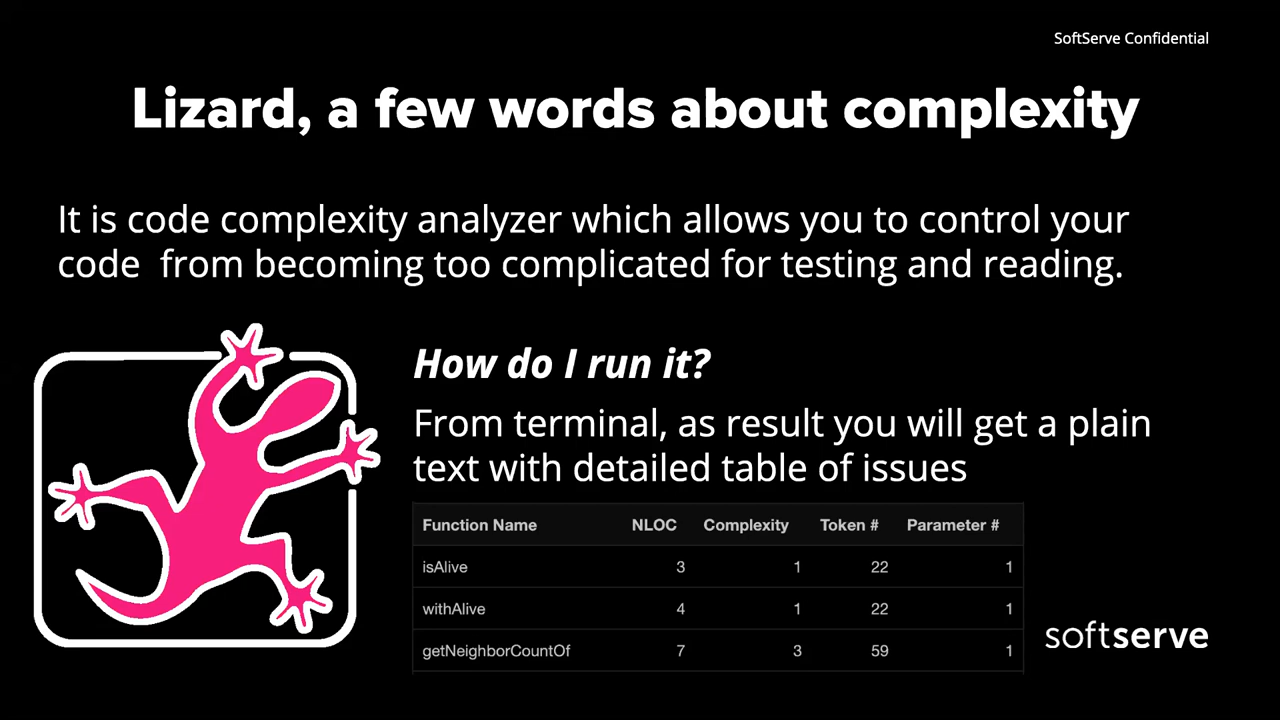 SoftServe Confidential
Lizard, a few words about complexity
It is code complexity analyzer which allows you to control your
code  from becoming too complicated for testing and reading.
How do I run it?
From terminal, as result you will get a plain
text with detailed table of issues
Function Name NLOC Complexity Token # Parameter #
isAlive 3 1 22 1
withAlive 4 1 22 1
getNeighborCountOf 7 3 59 1
softserve